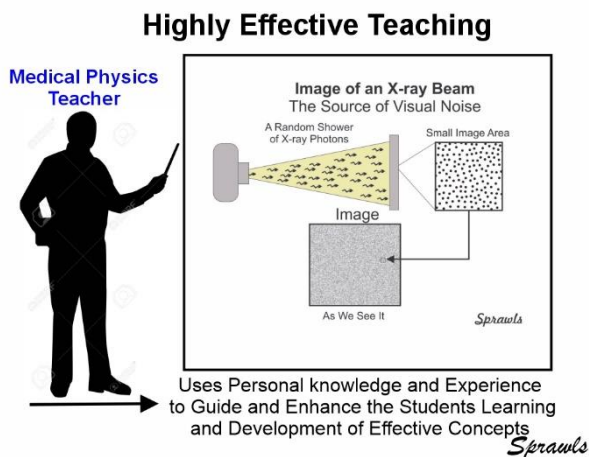 Highly Effective Teaching
Medical Physics
Teacher
Image of an X-ray Beam
The Source of Visual Noise
A Random Shower
of X-ray Photons
Small Image Area
Image
As We See It
Sprawls
Uses Personal knowledge and Experience
to Guide and Enhance the Students Learning
and Development of Effective Concepts
Sprawls